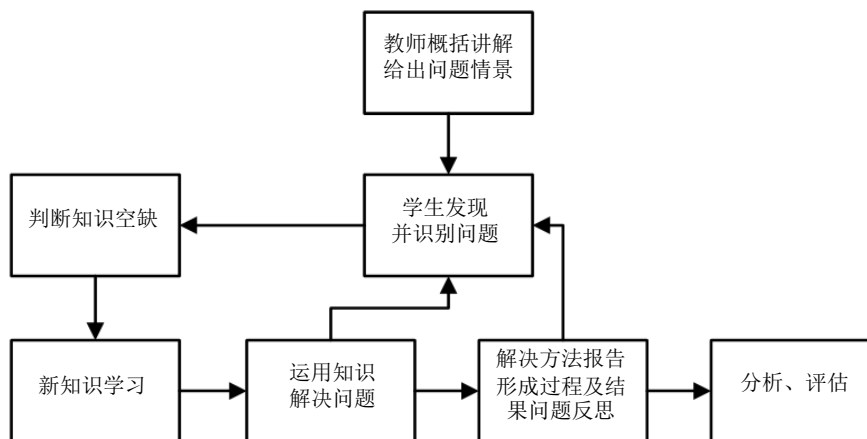 教师概括讲解
给出问题情景
学生发现
并识别问题
判断知识空缺
新知识学习
运用知识
解决问题
解决方法报告
形成过程及结
果问题反思
分析、评估